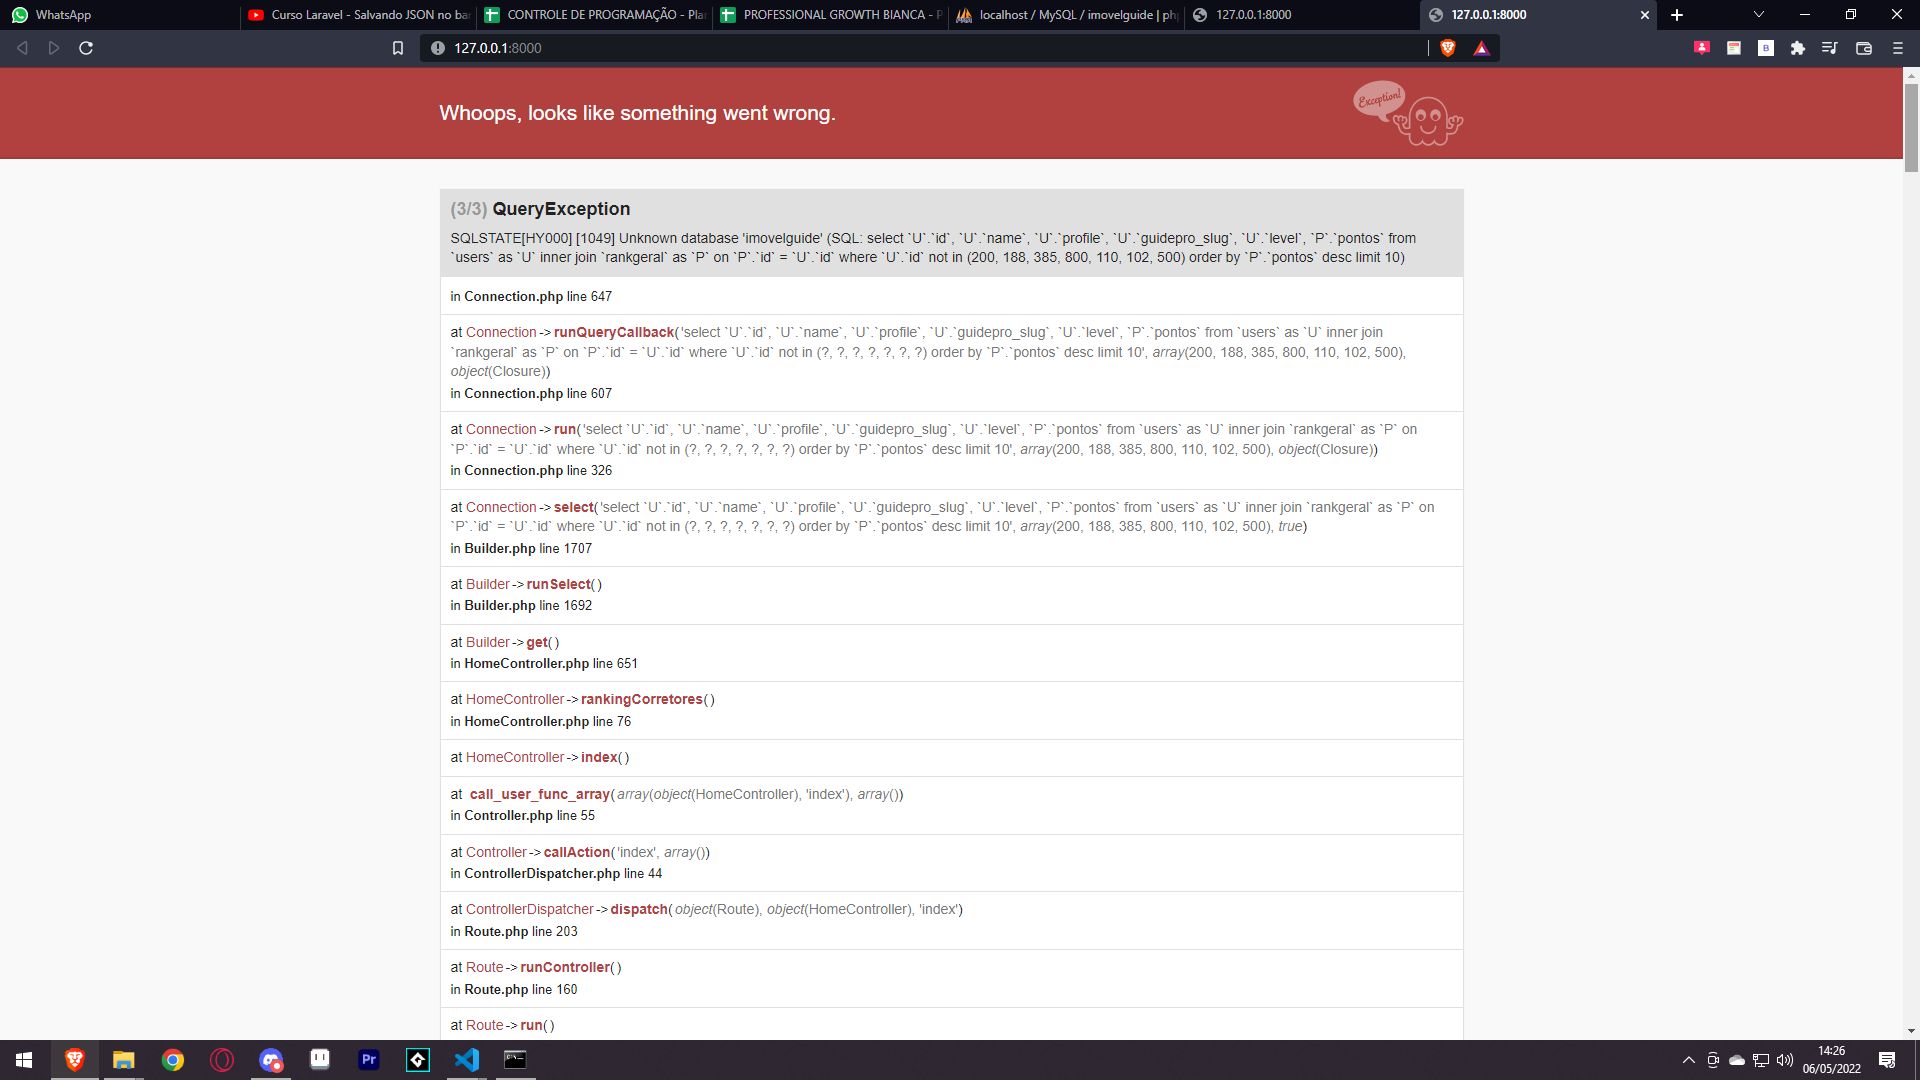 WhatsApp
Curso Laravel - Salvando JSON no ba
CONTROLE DE PROGRAMAÇÃO - Pla
PROFESSIONAL GROWTH BIANCA - P
localhost / MySQL / imovelguide | ph
127.0.0.1:8000
127.0.0.1:8000
127.0.0.1:8000
Whoops, looks like something went wrong.
Exception!
(3/3) QueryException
SQLSTATE[HY000] [1049] Unknown database 'imovelguide' (SQL: select `U`.`id`, `U`.`name`, `U`.`profile`, `U`.`guidepro_slug`, `U`.`level`, `P`.`pontos` from
`users` as `U` inner join `rankgeral` as `P` on `P`.`id` = `U`.`id` where `U`.`id` not in (200, 188, 385, 800, 110, 102, 500) order by `P`.`pontos` desc limit 10)
in Connection.php line 647
at Connection->runQueryCallback('select `U`.`id`, `U`.`name`, `U`.`profile`, `U`.`guidepro_slug`, `U`.`level`, `P`.`pontos` from `users` as `U` inner join
`rankgeral` as `P` on `P`.`id` = `U`.`id` where `U`.`id` not in (?, ?, ?, ?, ?, ?, ?) order by `P`.`pontos` desc limit 10', array(200, 188, 385, 800, 110, 102, 500),
object(Closure))
in Connection.php line 607
at Connection->run('select `U`.`id`, `U`.`name`, `U`.`profile`, `U`.`guidepro_slug`, `U`.`level`, `P`.`pontos` from `users` as `U` inner join `rankgeral` as `P` on
`P`.`id` = `U`.`id` where `U`.`id` not in (?, ?, ?, ?, ?, ?, ?) order by `P`.`pontos` desc limit 10', array(200, 188, 385, 800, 110, 102, 500), object(Closure))
in Connection.php line 326
at Connection->select('select `U`.`id`, `U`.`name`, `U`.`profile`, `U`.`guidepro_slug`, `U`.`level`, `P`.`pontos` from `users` as `U` inner join `rankgeral` as `P` on
`P`.`id` = `U`.`id` where `U`.`id` not in (?, ?, ?, ?, ?, ?, ?) order by `P`.`pontos` desc limit 10', array(200, 188, 385, 800, 110, 102, 500), true)
in Builder.php line 1707
at Builder->runSelect()
in Builder.php line 1692
at Builder->get()
in HomeController.php line 651
at HomeController->rankingCorretores()
in HomeController.php line 76
at HomeController->index()
at call_user_func_array(array(object(HomeController), 'index'), array())
in Controller.php line 55
at Controller->callAction('index', array())
in ControllerDispatcher.php line 44
at ControllerDispatcher->dispatch(object(Route), object(HomeController), 'index')
in Route.php line 203
at Route->runController()
in Route.php line 160
at Route->run()
Pr
14:26
06/05/2022